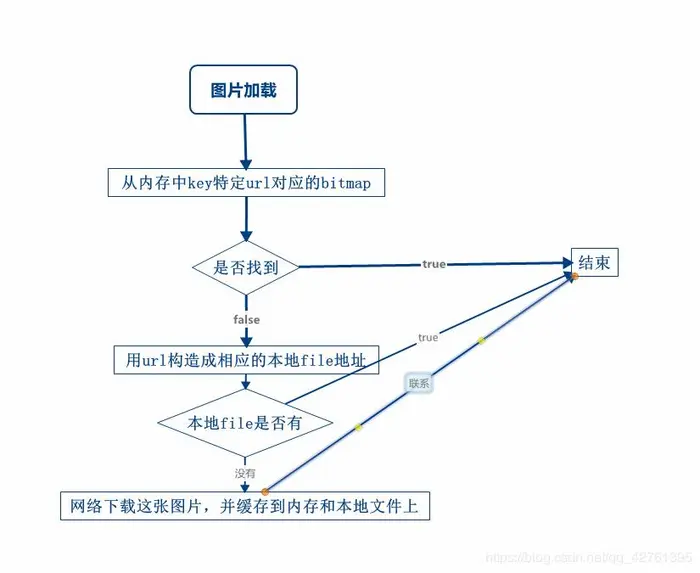 图片加载
从内存中key特定url对应的bitmap
是否找到
true
结束
false
true
用url构造成相应的本地file地址
联系
本地file是否有
没有
网络下载这张图片，并缓存到内存和本地文件上
https://blog.csdn.net/qq_42761395